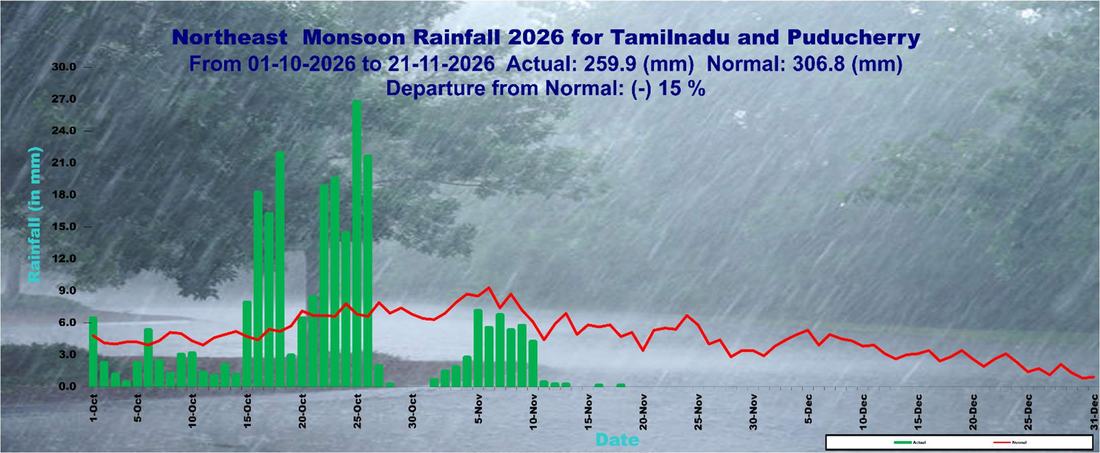 Northeast  Monsoon Rainfall 2026 for Tamilnadu and Puducherry
From 01-10-2026 to 21-11-2026  Actual: 259.9 (mm)  Normal: 306.8 (mm)
Departure from Normal: (-) 15 %
Rainfall (in mm)
30.0
27.0
24.0
21.0
18.0
15.0
12.0
9.0
6.0
3.0
0.0
1-Oct
5-Oct
10-Oct
15-Oct
20-Oct
25-Oct
30-Oct
5-Nov
10-Nov
15-Nov
20-Nov
25-Nov
30-Nov
5-Dec
10-Dec
15-Dec
20-Dec
25-Dec
31-Dec
Date
Actual Normal